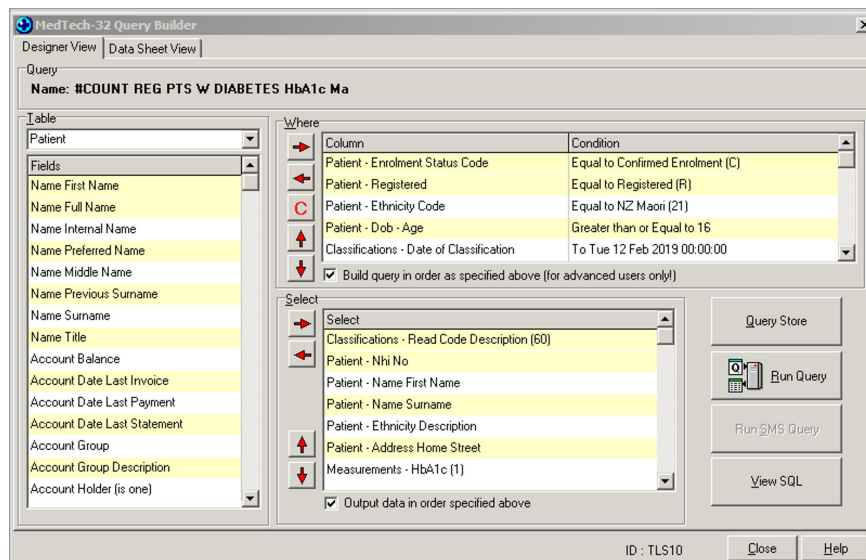 MedTech-32 Query Builder
Designer View Data Sheet View
Query
Name: #COUNT REG PTS W DIABETES HbA1c Ma
Table
Patient
Fields
Name First Name
Name Full Name
Name Internal Name
Name Preferred Name
Name Middle Name
Name Previous Surname
Name Surname
Name Title
Account Balance
Account Date Last Invoice
Account Date Last Payment
Account Date Last Statement
Account Group
Account Group Description
Account Holder (is one)
Where
Column Condition
Patient - Enrolment Status Code Equal to Confirmed Enrolment (C)
Patient - Registered Equal to Registered (R)
Patient - Ethnicity Code Equal to NZ Maori (21)
Patient - Dob - Age Greater than or Equal to 16
Classifications - Date of Classification To Tue 12 Feb 2019 00:00:00
C
Build query in order as specified above (for advanced users only!)
Select
Select
Classifications - Read Code Description (60)
Patient - Nhi No
Patient - Name First Name
Patient - Name Surname
Patient - Ethnicity Description
Patient - Address Home Street
Measurements - HbA1c (1)
Output data in order specified above
Query Store
Q
Run Query
Run SMS Query
View SQL
ID : TLS10
Close
Help